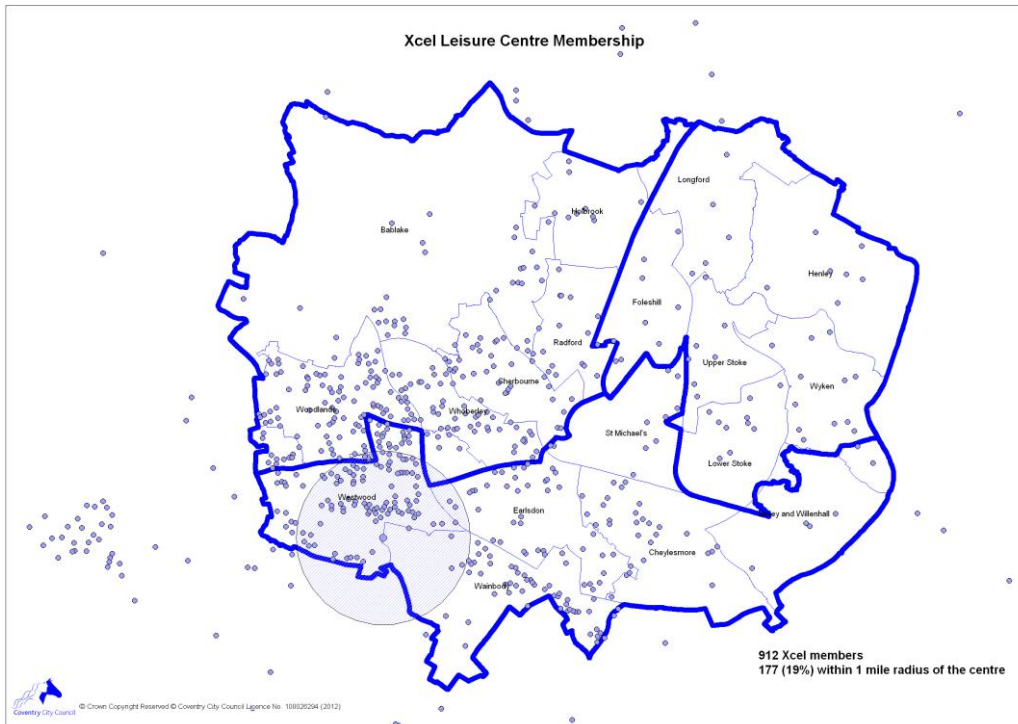 Xcel Leisure Centre Membership
Longford
Holbrook
Bablake
Henley
Foleshill
Radford
Upper Stoke
Sherbourne
Wyken
Woodlands
Whoberley
St Michael's
Lower Stoke
Westwood
Earlsdon
and Willenhall
Cheylesmore
Wainbody
912 Xcel members
177 (19%) within 1 mile radius of the centre
Coventry City Council
© Crown Copyright Reserved © Coventry City Council Licence No. 100026294 (2012)